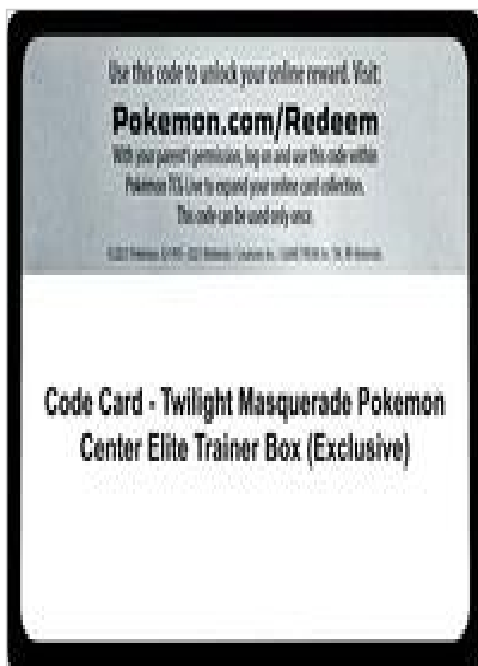 Use this code to unlock your online reward. Visit:
Pokemon.com/Redeem
With your parent's permission, log on and use this code within
Pokémon TCG Live to expand your online card collection.
This code can be used only once.
Code Card - Twilight Masquerade Pokemon
Center Elite Trainer Box (Exclusive)